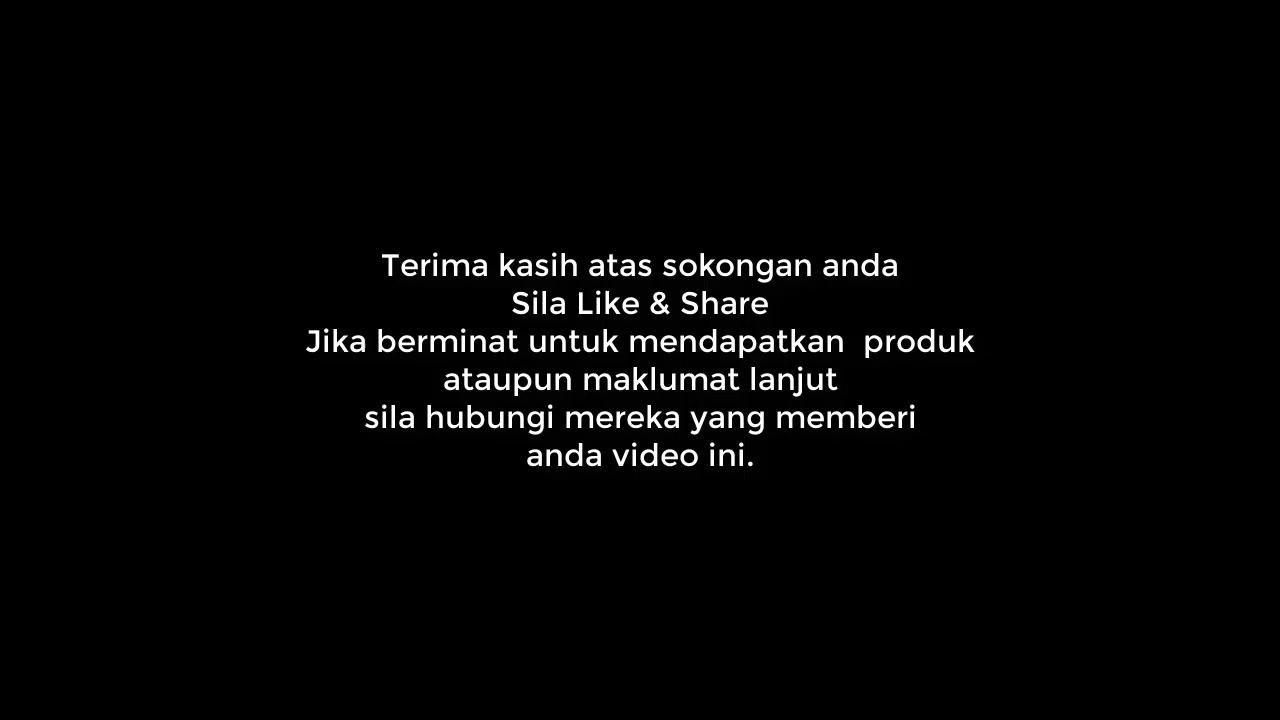 Terima kasih atas sokongan anda
Sila Like & Share
Jika berminat untuk mendapatkan  produk
ataupun maklumat lanjut
sila hubungi mereka yang memberi
anda video ini.